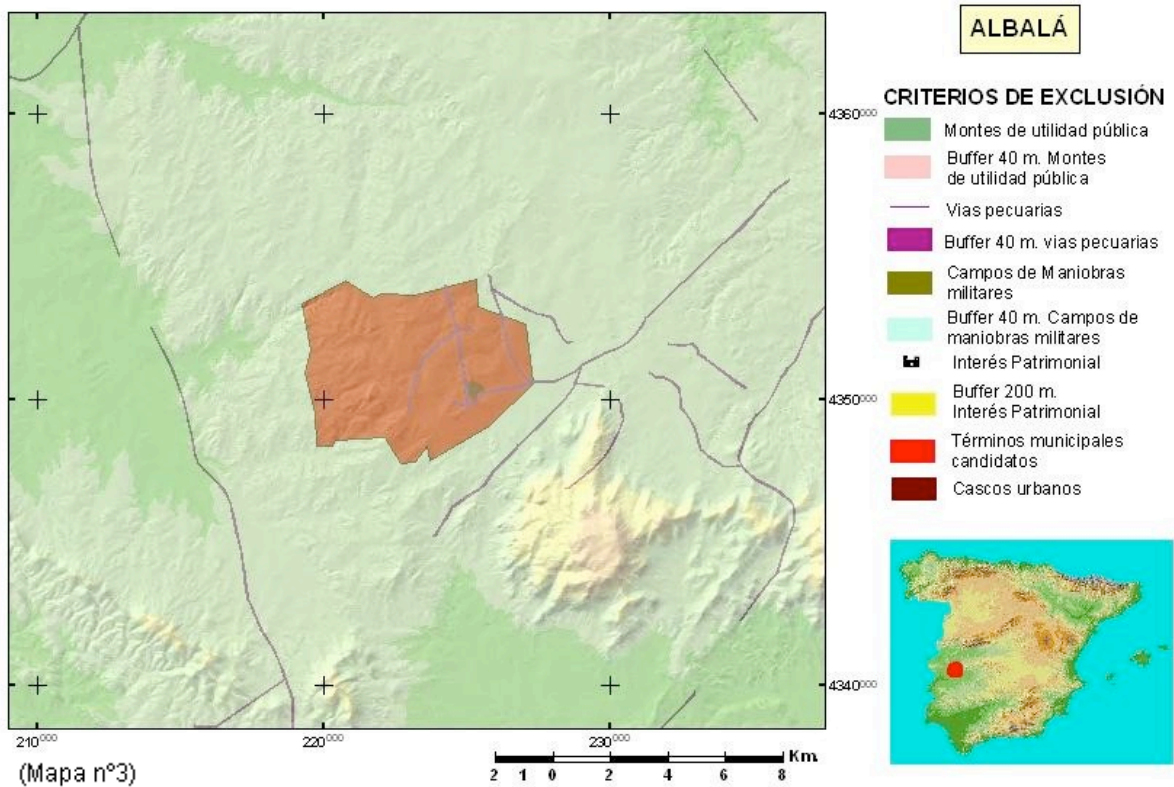 ALBALÁ
CRITERIOS DE EXCLUSIÓN
Montes de utilidad pública
Buffer 40 m. Montes
de utilidad pública
Vias pecuarias
Buffer 40 m. vias pecuarias
Campos de Maniobras
militares
Buffer 40 m. Campos de
maniobras militares
Interés Patrimonial
Buffer 200 m.
Interés Patrimonial
Términos municipales
candidatos
Cascos urbanos
4360000
4350000
4340000
210000
220000
230000
Km.
2 1 0 2 4 6 8
(Mapa nº3)